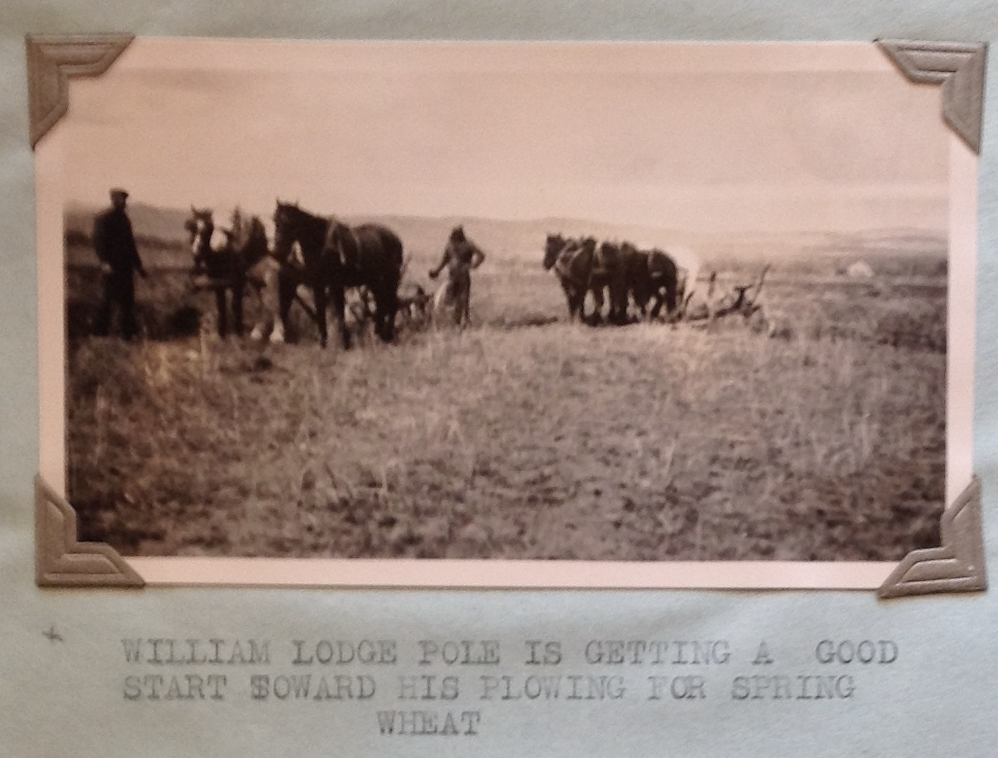 WILLIAM LODGE POLE IS GETTING A GOOD
START TOWARD HIS PLOWING FOR SPRING
WHEAT